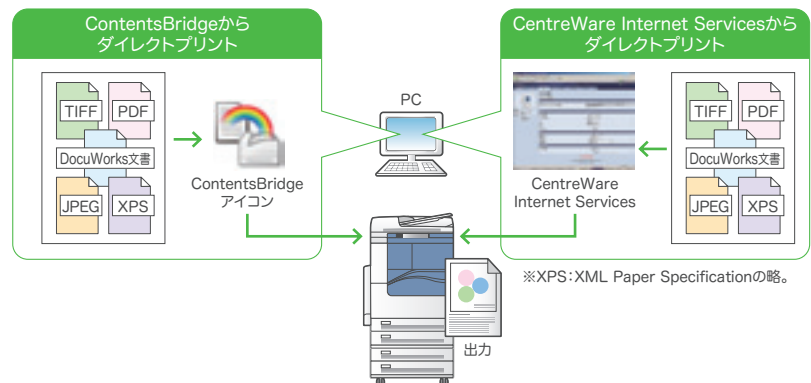 ContentsBridgeから
ダイレクトプリント
TIFF
PDF
DocuWorks文書
JPEG
XPS
ContentsBridge
アイコン
PC
CentreWare Internet Servicesから
ダイレクトプリント
CentreWare
Internet Services
TIFF
PDF
DocuWorks文書
JPEG
XPS
※XPS：XML Paper Specificationの略。
出力